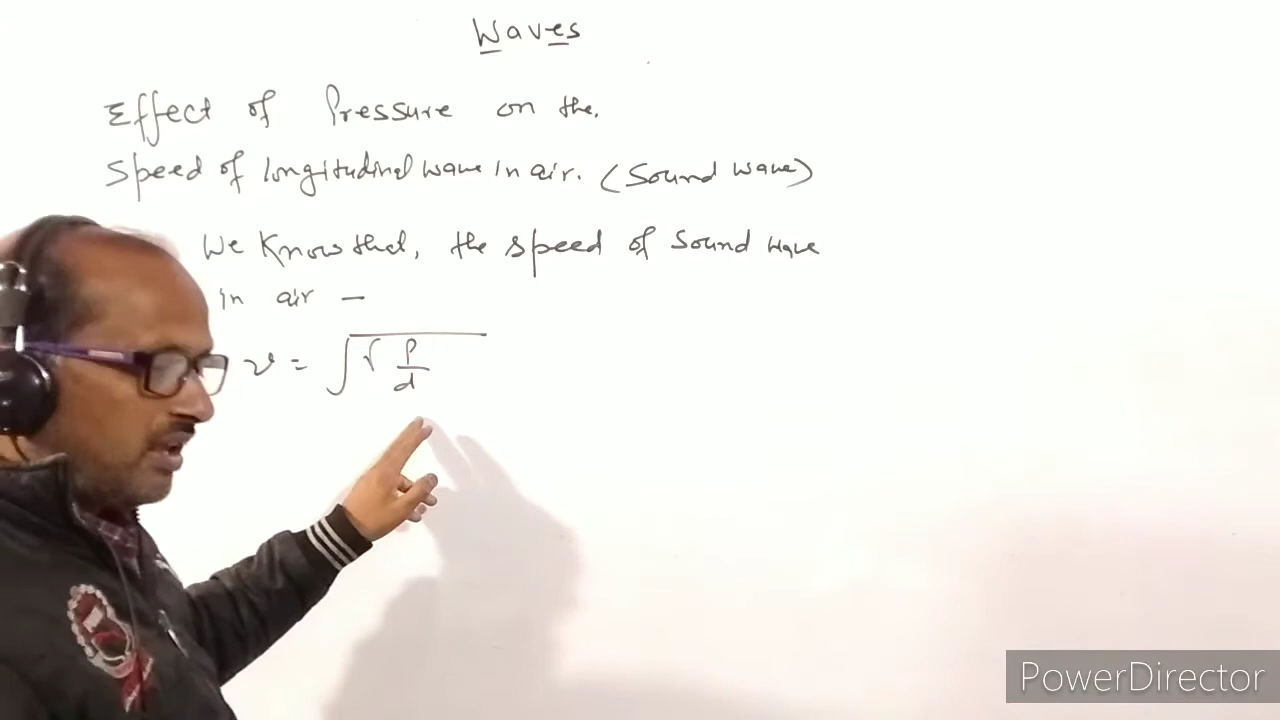 Waves
Effect of Pressure on the.
Speed of longitudinal wave in air. (Sound wave)
We know that, the speed of sound wave
in air —
v = √γ P/d
PowerDirector